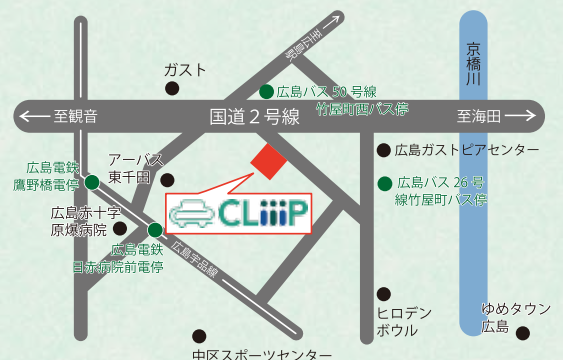 至広島駅
京橋川
ガスト
広島バス 50 号線
竹屋町西バス停
至観音
国道２号線
至海田
広島ガストピアセンター
アーバス
東千田
広島電鉄
鷹野橋電停
広島バス 26 号
線竹屋町バス停
CLiiiP
広島赤十字
原爆病院
広島電鉄
日赤病院前電停
広島宇品線
ヒロデン
ボウル
ゆめタウン
広島
中区スポーツセンター